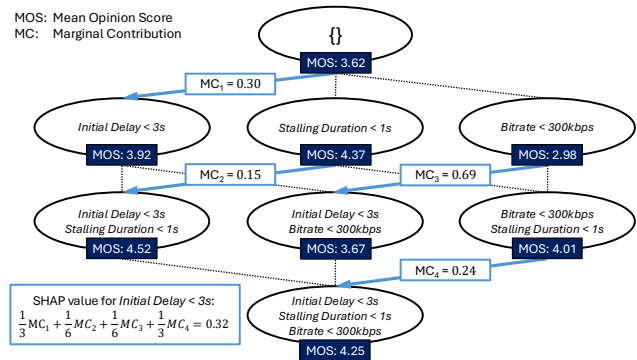 MOS: Mean Opinion Score
MC: Marginal Contribution
{}
MOS: 3.62
MC₁ = 0.30
Initial Delay < 3s
Stalling Duration < 1s
Bitrate < 300kbps
MOS: 3.92
MOS: 4.37
MOS: 2.98
MC₂ = 0.15
MC₃ = 0.69
Initial Delay < 3s
Stalling Duration < 1s
Initial Delay < 3s
Bitrate < 300kbps
Bitrate < 300kbps
Stalling Duration < 1s
MOS: 4.52
MOS: 3.67
MOS: 4.01
MC₄ = 0.24
SHAP value for Initial Delay < 3s:
1/3 MC₁ + 1/6 MC₂ + 1/6 MC₃ + 1/3 MC₄ = 0.32
Initial Delay < 3s
Stalling Duration < 1s
Bitrate < 300kbps
MOS: 4.25